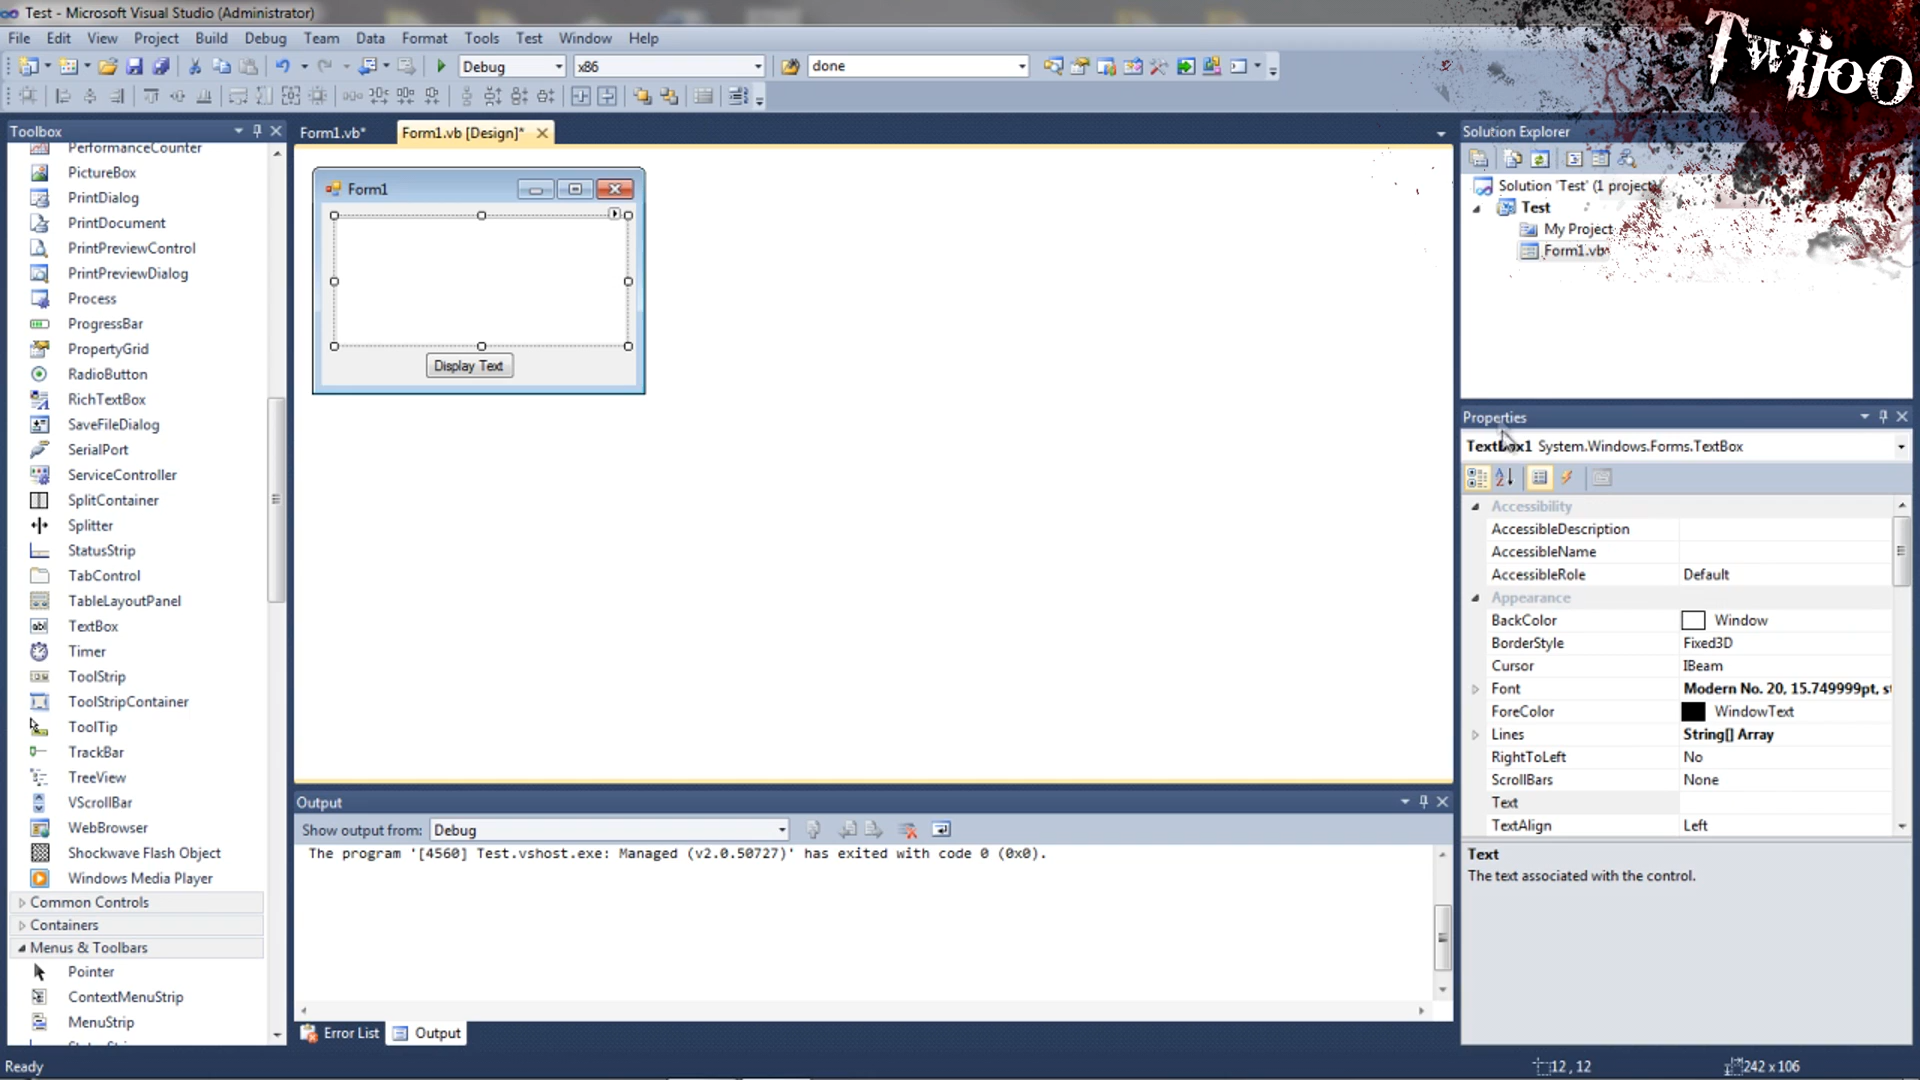 Test - Microsoft Visual Studio (Administrator)
TwijoO
File Edit View Project Build Debug Team Data Format Tools Test Window Help
Debug x86 done
Toolbox
PerformanceCounter
PictureBox
PrintDialog
PrintDocument
PrintPreviewControl
PrintPreviewDialog
Process
ProgressBar
PropertyGrid
RadioButton
RichTextBox
SaveFileDialog
SerialPort
ServiceController
SplitContainer
Splitter
StatusStrip
TabControl
TableLayoutPanel
TextBox
Timer
ToolStrip
ToolStripContainer
ToolTip
TrackBar
TreeView
VScrollBar
WebBrowser
Shockwave Flash Object
Windows Media Player
Common Controls
Containers
Menus & Toolbars
Pointer
ContextMenuStrip
MenuStrip
Form1.vb* Form1.vb [Design]*
Form1
Display Text
Output
Show output from: Debug
The program '[4560] Test.vshost.exe: Managed (v2.0.50727)' has exited with code 0 (0x0).
Error List Output
Solution Explorer
Solution 'Test' (1 project)
Test
My Project
Form1.vb
Properties
TextBox1 System.Windows.Forms.TextBox
Accessibility
AccessibleDescription
AccessibleName
AccessibleRole Default
Appearance
BackColor Window
BorderStyle Fixed3D
Cursor IBeam
Font Modern No. 20, 15.749999pt, st
ForeColor WindowText
Lines String[] Array
RightToLeft No
ScrollBars None
Text
TextAlign Left
Text
The text associated with the control.
Ready 12 , 12 242 x 106